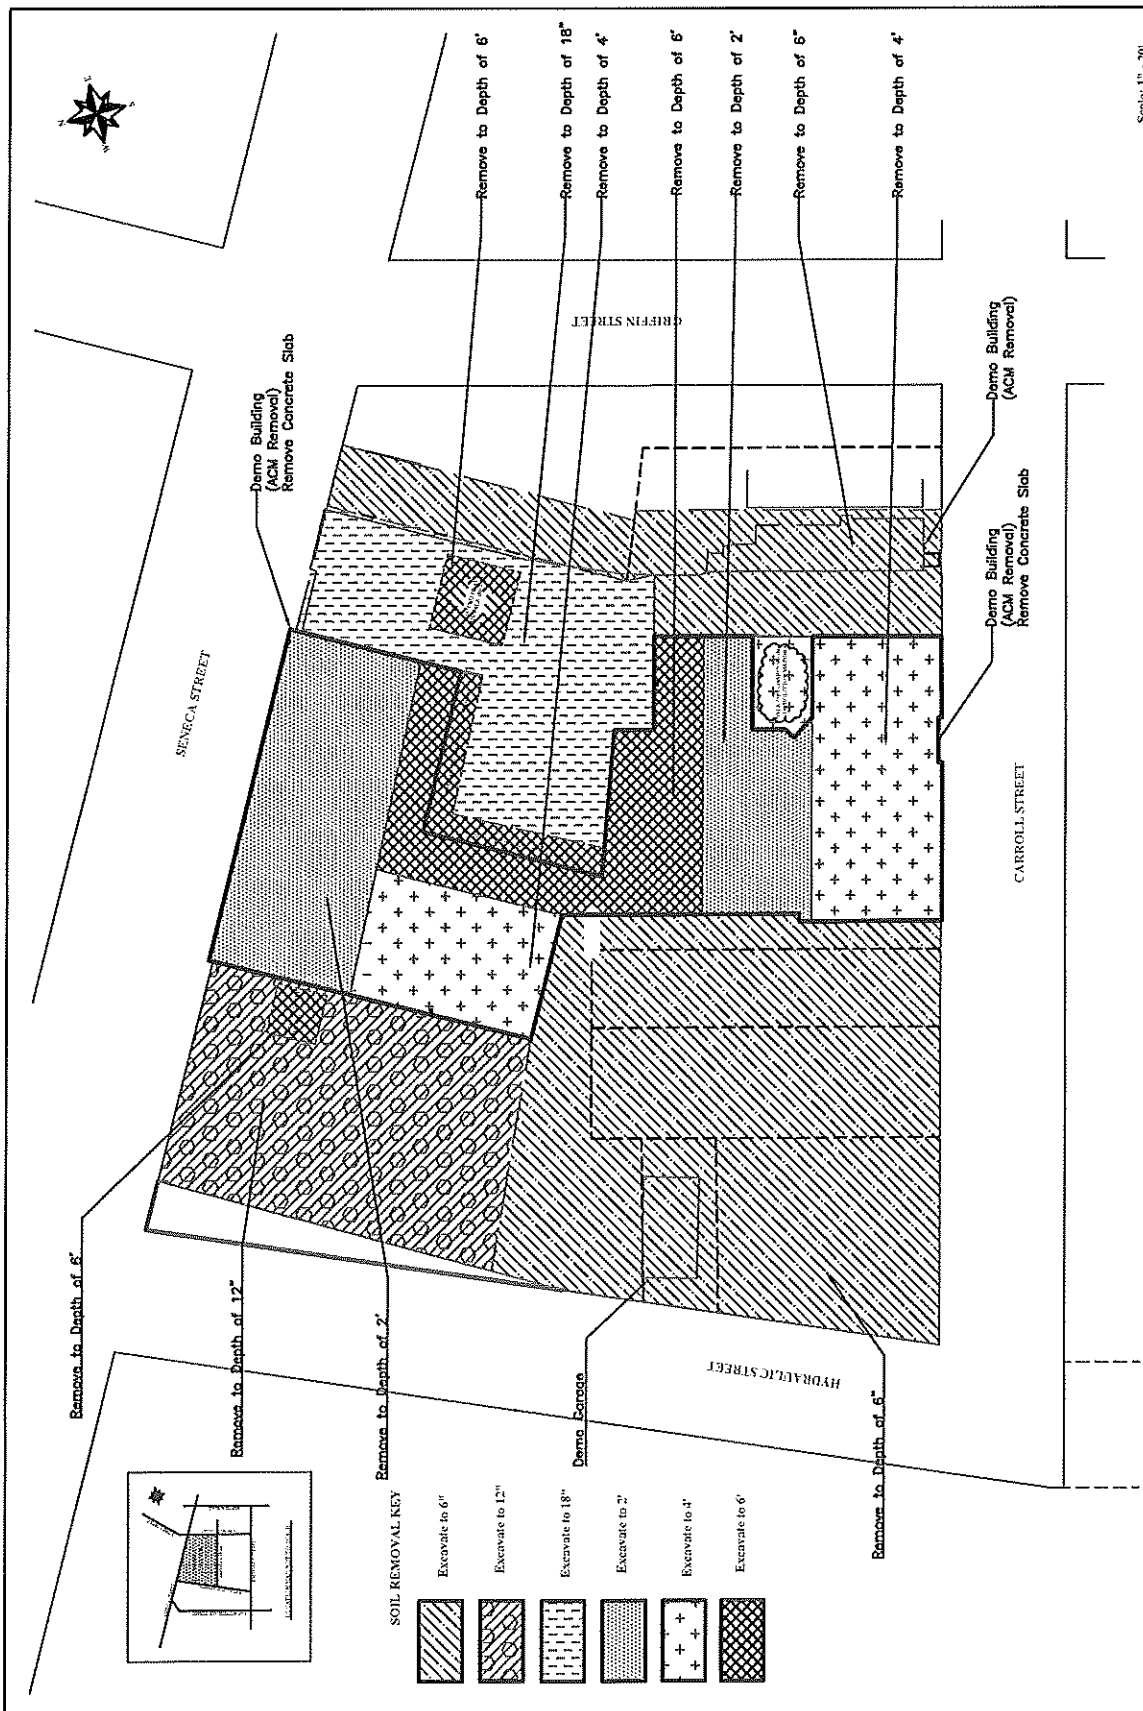 Remove to Depth of 6'
Remove to Depth of 18"
Remove to Depth of 4'
Remove to Depth of 6'
Remove to Depth of 2'
Remove to Depth of 6"
Remove to Depth of 4'
Scale: 1" = 20'
GRIFFIN STREET
Demo Building
(ACM Removal)
Remove Concrete Slab
Demo Building
(ACM Removal)
Demo Building
(ACM Removal)
Remove Concrete Slab
SENECA STREET
CARROLL STREET
HYDRAULIC STREET
Remove to Depth of 6'
Remove to Depth of 12"
Remove to Depth of 2'
Demo Garage
Remove to Depth of 6"
SOIL REMOVAL KEY
Excavate to 6"
Excavate to 12"
Excavate to 18"
Excavate to 2'
Excavate to 4'
Excavate to 6'